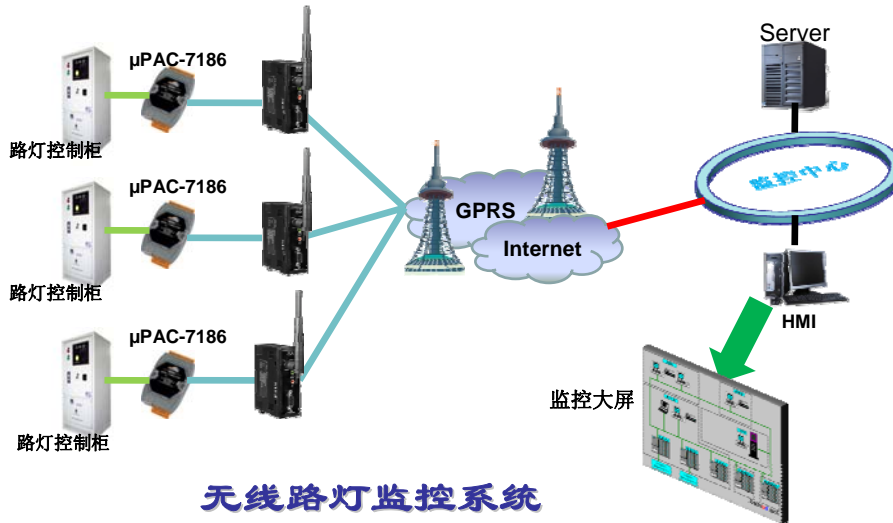 μPAC-7186
路灯控制柜
μPAC-7186
路灯控制柜
μPAC-7186
路灯控制柜
GPRS
Internet
Server
监控中心
HMI
监控大屏
无线路灯监控系统